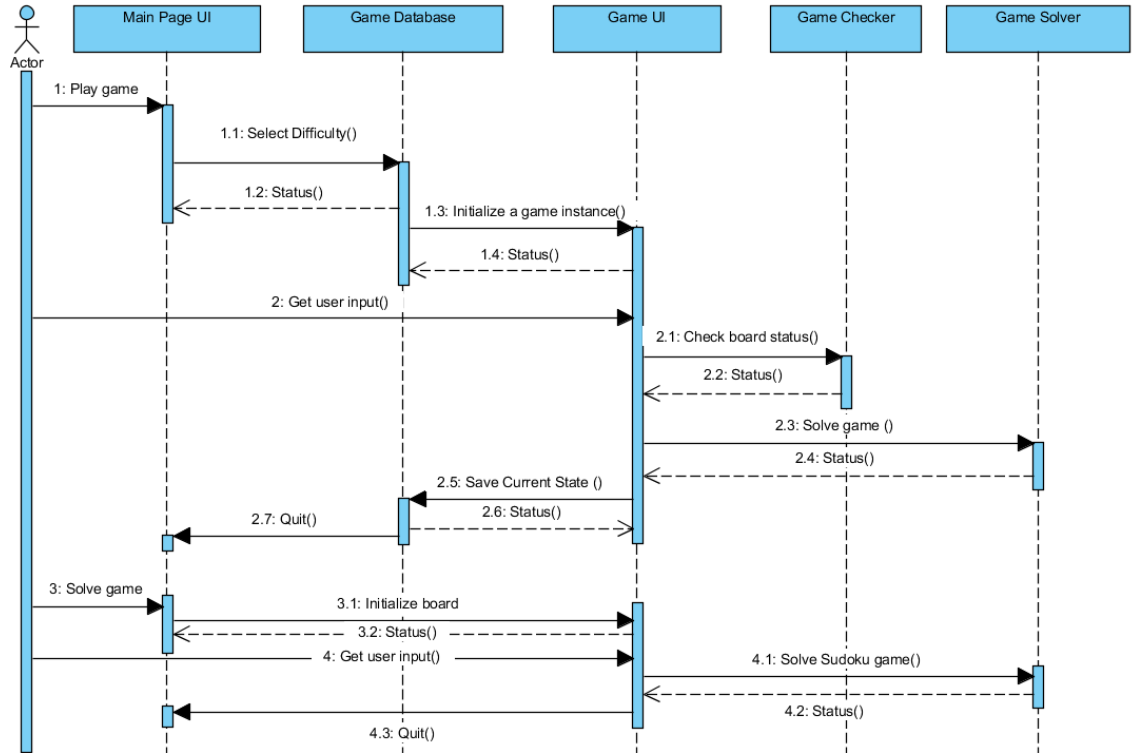 Main Page UI
Game Database
Game UI
Game Checker
Game Solver
Actor
1: Play game
1.1: Select Difficulty()
1.2: Status()
1.3: Initialize a game instance()
1.4: Status()
2: Get user input()
2.1: Check board status()
2.2: Status()
2.3: Solve game ()
2.4: Status()
2.5: Save Current State ()
2.6: Status()
2.7: Quit()
3: Solve game
3.1: Initialize board
3.2: Status()
4: Get user input()
4.1: Solve Sudoku game()
4.2: Status()
4.3: Quit()